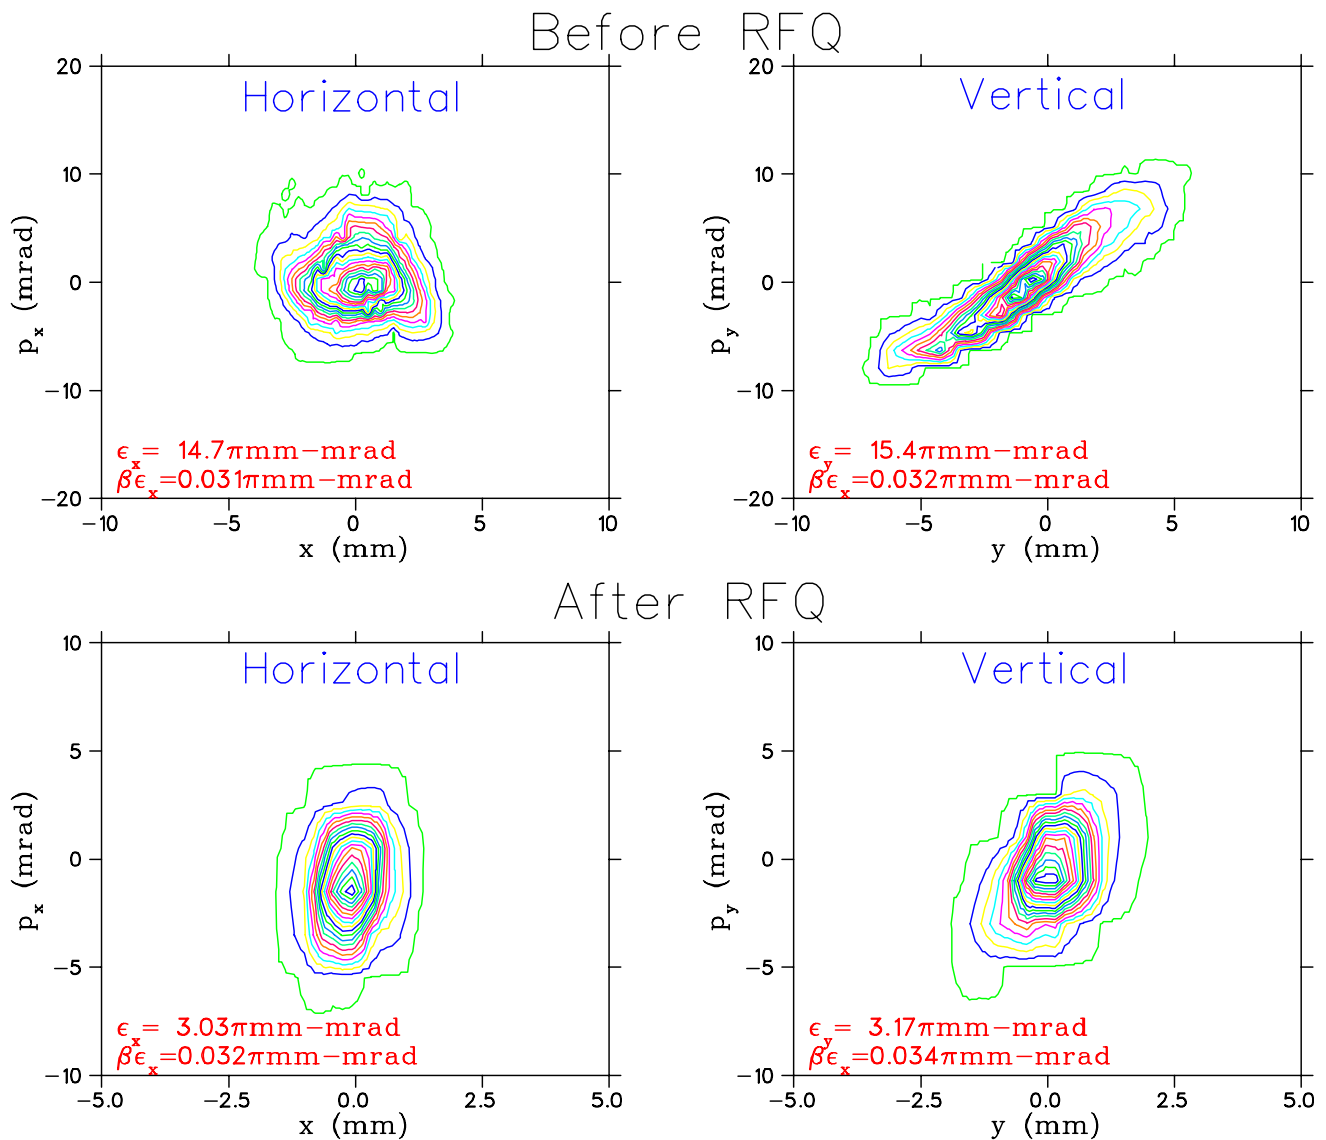 Before RFQ
Horizontal
Vertical
20
10
0
−10
−20
p_x (mrad)
ϵ_x= 14.7πmm−mrad
βϵ_x=0.031πmm−mrad
−10 −5 0 5 10
x (mm)
20
10
0
−10
−20
p_y (mrad)
ϵ_y= 15.4πmm−mrad
βϵ_x=0.032πmm−mrad
−10 −5 0 5 10
y (mm)
After RFQ
Horizontal
Vertical
10
5
0
−5
−10
p_x (mrad)
ϵ_x= 3.03πmm−mrad
βϵ_x=0.032πmm−mrad
−5.0 −2.5 0.0 2.5 5.0
x (mm)
10
5
0
−5
−10
p_y (mrad)
ϵ_y= 3.17πmm−mrad
βϵ_x=0.034πmm−mrad
−5.0 −2.5 0.0 2.5 5.0
y (mm)